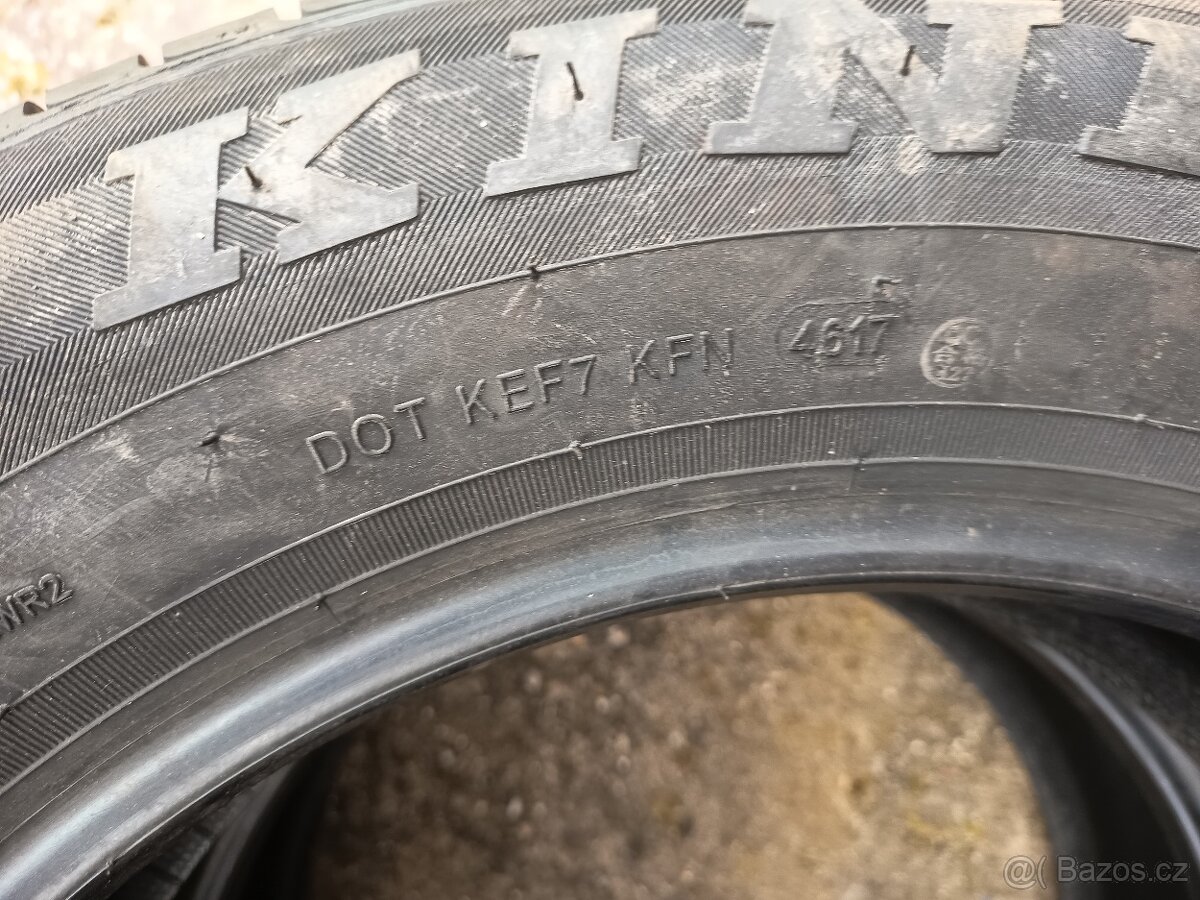 KIN
DOT KEF7 KFN 4617
WR2
@( Bazos.cz